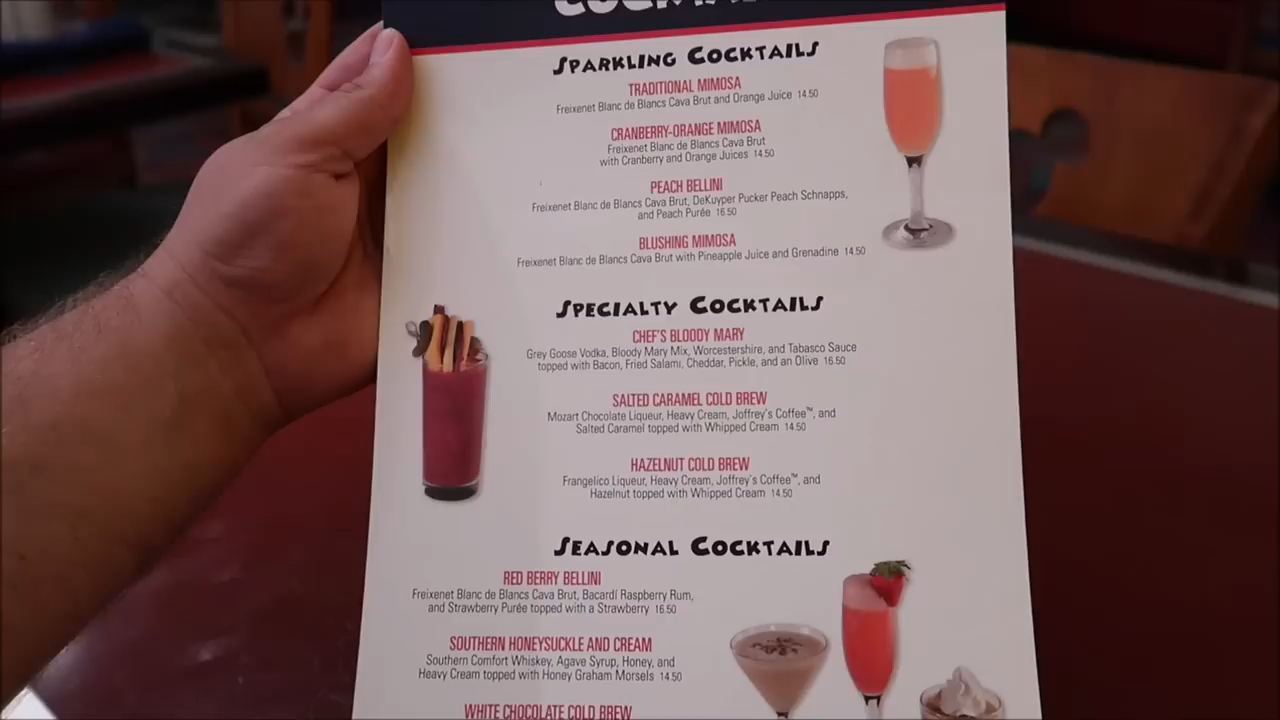 SPARKLING COCKTAILS
TRADITIONAL MIMOSA
Freixenet Blanc de Blancs Cava Brut and Orange Juice 14.50
CRANBERRY-ORANGE MIMOSA
Freixenet Blanc de Blancs Cava Brut
with Cranberry and Orange Juices 14.50
PEACH BELLINI
Freixenet Blanc de Blancs Cava Brut, DeKuyper Pucker Peach Schnapps,
and Peach Purée 16.50
BLUSHING MIMOSA
Freixenet Blanc de Blancs Cava Brut with Pineapple Juice and Grenadine 14.50
SPECIALTY COCKTAILS
CHEF'S BLOODY MARY
Grey Goose Vodka, Bloody Mary Mix, Worcestershire, and Tabasco Sauce
topped with Bacon, Fried Salami, Cheddar, Pickle, and an Olive 16.50
SALTED CARAMEL COLD BREW
Mozart Chocolate Liqueur, Heavy Cream, Joffrey's Coffee™, and
Salted Caramel topped with Whipped Cream 14.50
HAZELNUT COLD BREW
Frangelico Liqueur, Heavy Cream, Joffrey's Coffee™, and
Hazelnut topped with Whipped Cream 14.50
SEASONAL COCKTAILS
RED BERRY BELLINI
Freixenet Blanc de Blancs Cava Brut, Bacardí Raspberry Rum,
and Strawberry Purée topped with a Strawberry 16.50
SOUTHERN HONEYSUCKLE AND CREAM
Southern Comfort Whiskey, Agave Syrup, Honey, and
Heavy Cream topped with Honey Graham Morsels 14.50
WHITE CHOCOLATE COLD BREW